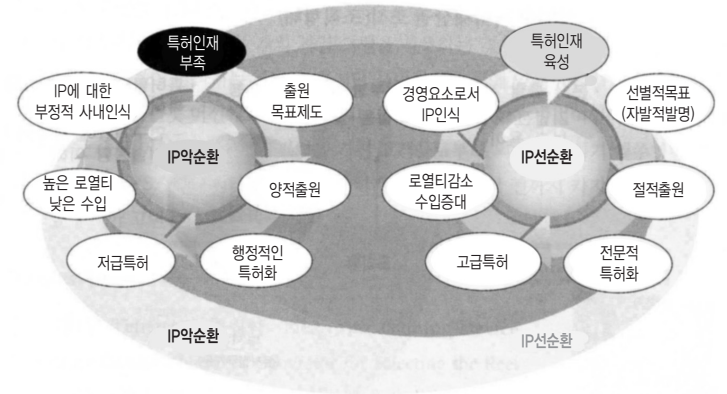 특허인재
부족
IP에 대한
부정적 사내인식
출원
목표제도
IP악순환
높은 로열티
낮은 수입
양적출원
저급특허
행정적인
특허화
IP악순환
특허인재
육성
경영요소로서
IP인식
선별적목표
(자발적발명)
IP선순환
로열티감소
수입증대
절적출원
고급특허
전문적
특허화
IP선순환